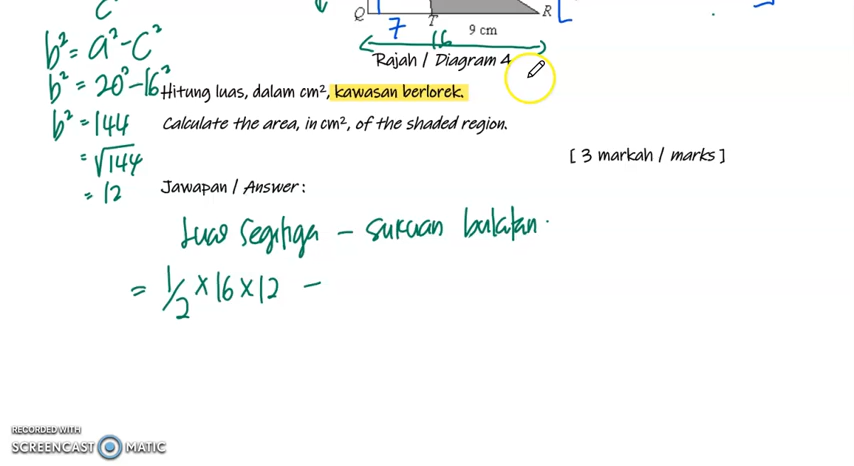 b² = a² - c²
Q
T
R
7
9 cm
16
b² = 20² - 16²
Rajah / Diagram 4
Hitung luas, dalam cm², kawasan berlorek.
b² = 144
Calculate the area, in cm², of the shaded region.
= √144
[ 3 markah / marks ]
= 12
Jawapan / Answer :
Luas segitiga - sukuan bulatan.
= 1/2 × 16 × 12 -
RECORDED WITH
SCREENCAST MATIC